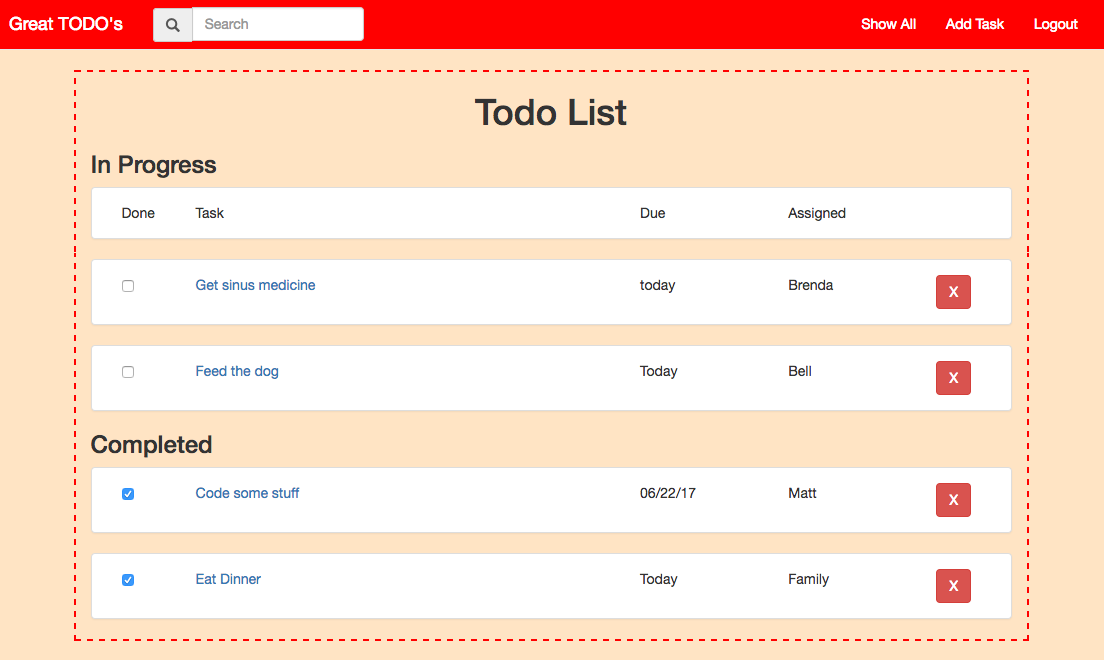 Great TODO's Search Show All Add Task Logout
Todo List
In Progress
Done Task Due Assigned
Get sinus medicine today Brenda X
Feed the dog Today Bell X
Completed
Code some stuff 06/22/17 Matt X
Eat Dinner Today Family X